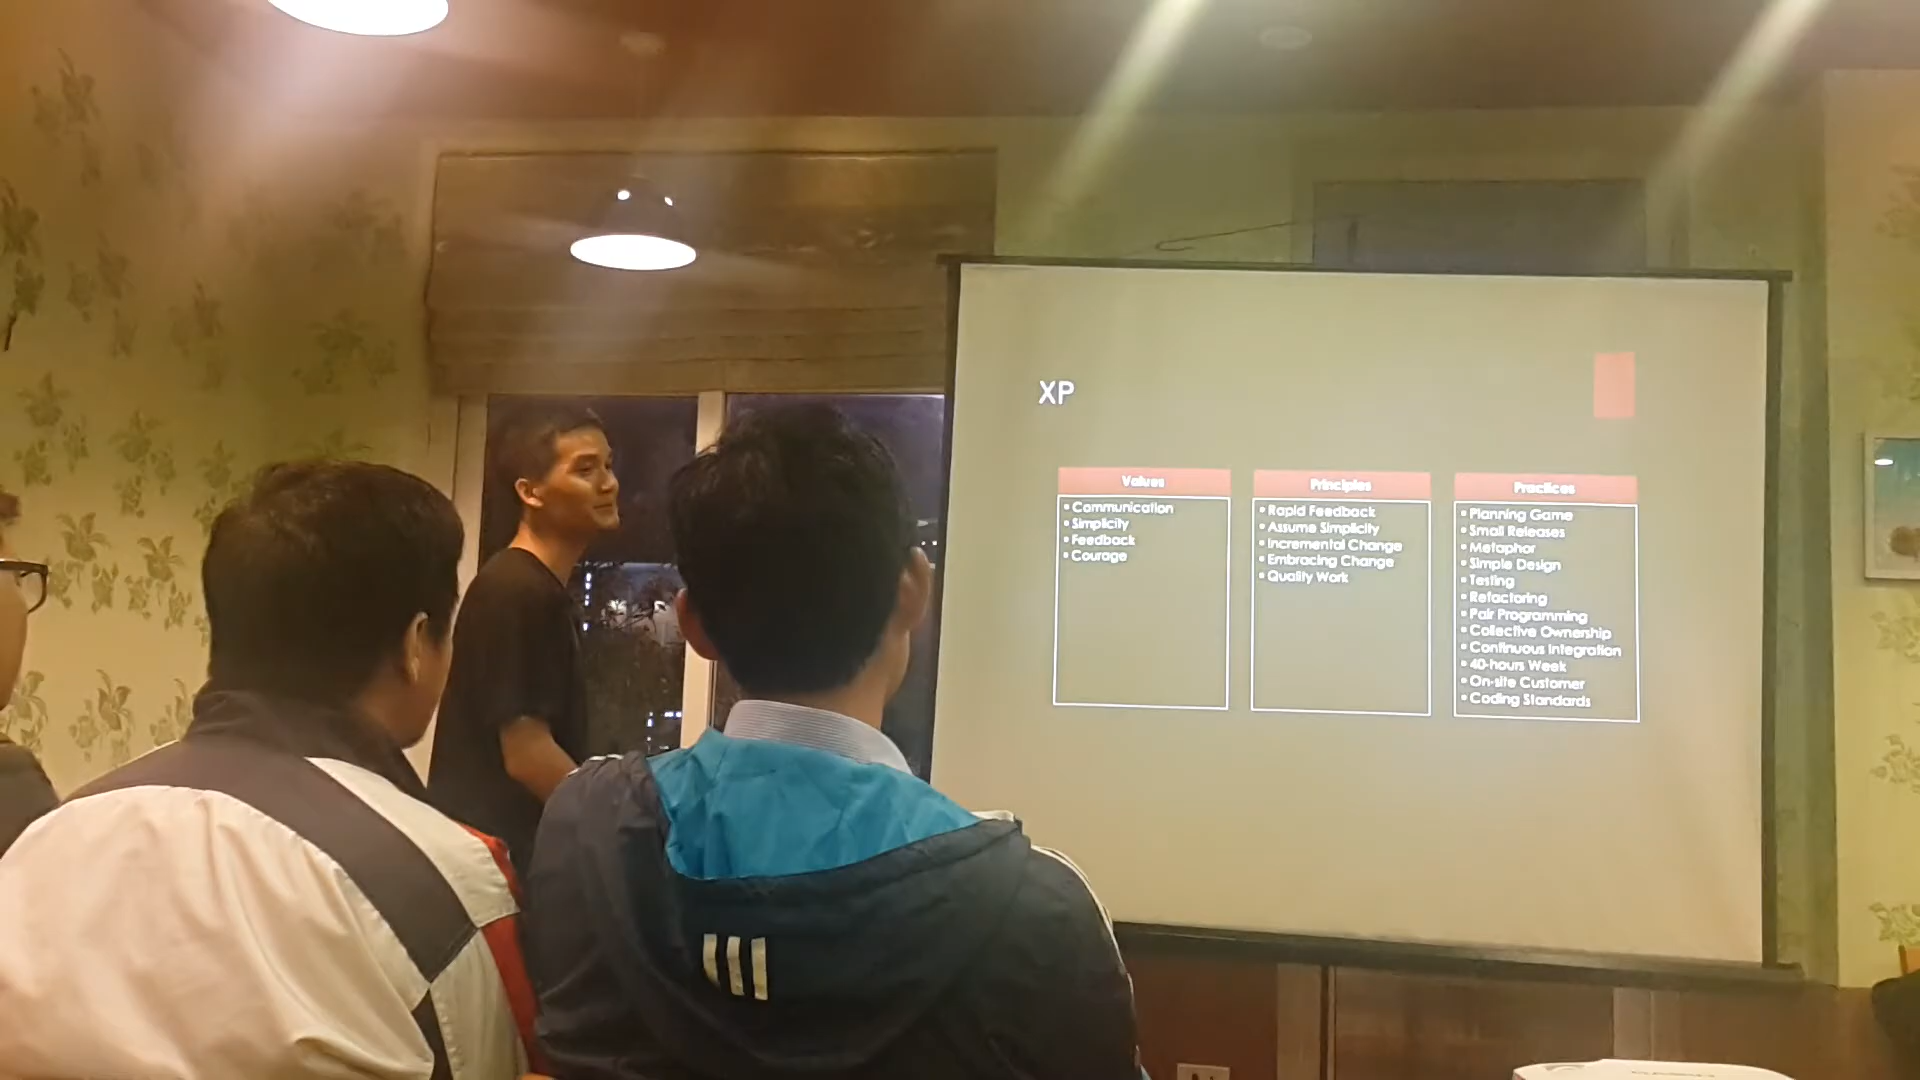 XP
Values
• Communication
• Simplicity
• Feedback
• Courage
Principles
• Rapid Feedback
• Assume Simplicity
• Incremental Change
• Embracing Change
• Quality Work
Practices
• Planning Game
• Small Releases
• Metaphor
• Simple Design
• Testing
• Refactoring
• Pair Programming
• Collective Ownership
• Continuous Integration
• 40-hours Week
• On-site Customer
• Coding Standards